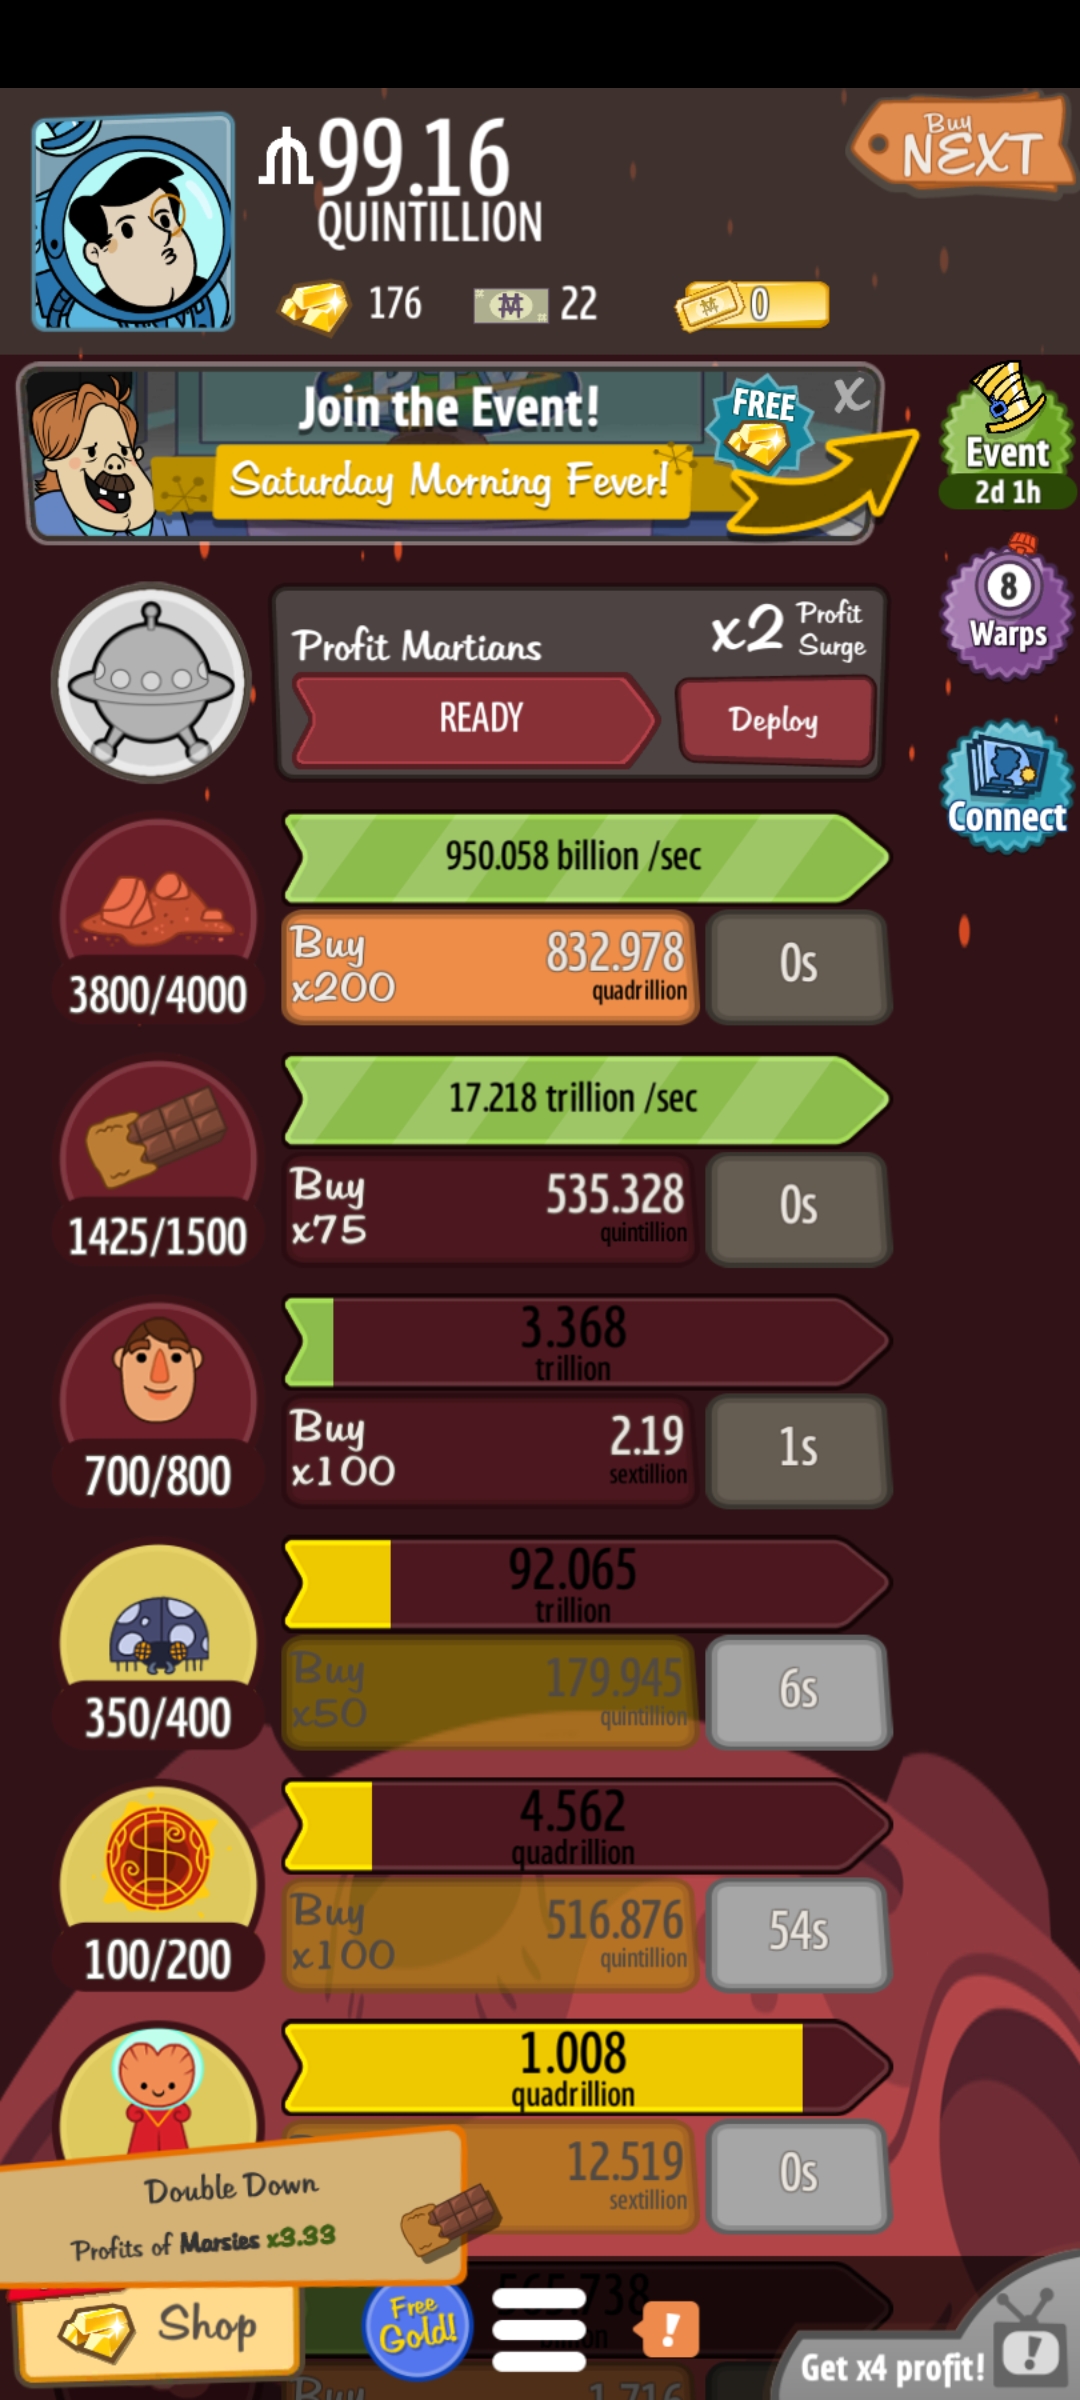 99.16
QUINTILLION
Buy
NEXT
176
22
0
Join the Event!
Saturday Morning Fever!
FREE
X
Event
2d 1h
8
Warps
Connect
Profit Martians
x2 Profit Surge
READY
Deploy
950.058 billion /sec
3800/4000
Buy x200
832.978 quadrillion
0s
17.218 trillion /sec
1425/1500
Buy x75
535.328 quintillion
0s
3.368 trillion
700/800
Buy x100
2.19 sextillion
1s
92.065 trillion
350/400
Buy x50
179.945 quintillion
6s
4.562 quadrillion
100/200
Buy x100
516.876 quintillion
54s
1.008 quadrillion
12.519 sextillion
0s
Double Down
Profits of Marsies x3.33
Shop
Free Gold!
!
Get x4 profit!
!
Buy
1.716